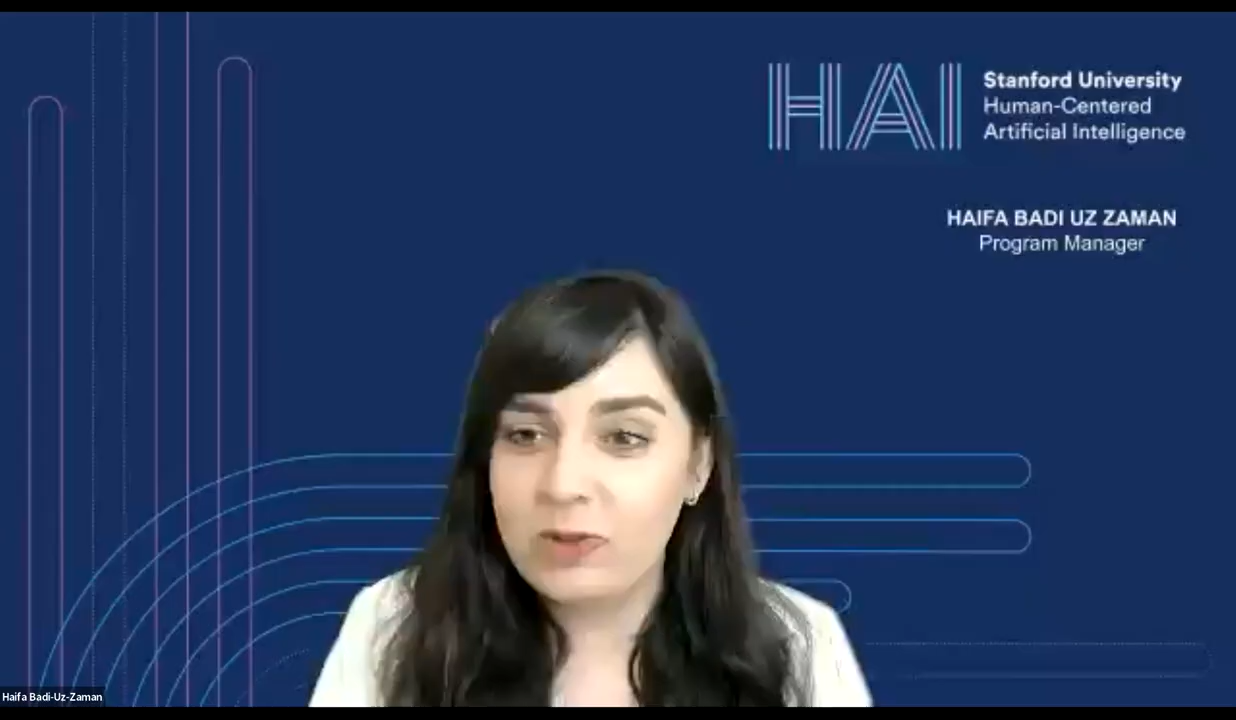 HAI
Stanford University
Human-Centered
Artificial Intelligence
HAIFA BADI UZ ZAMAN
Program Manager
Haifa Badi-Uz-Zaman